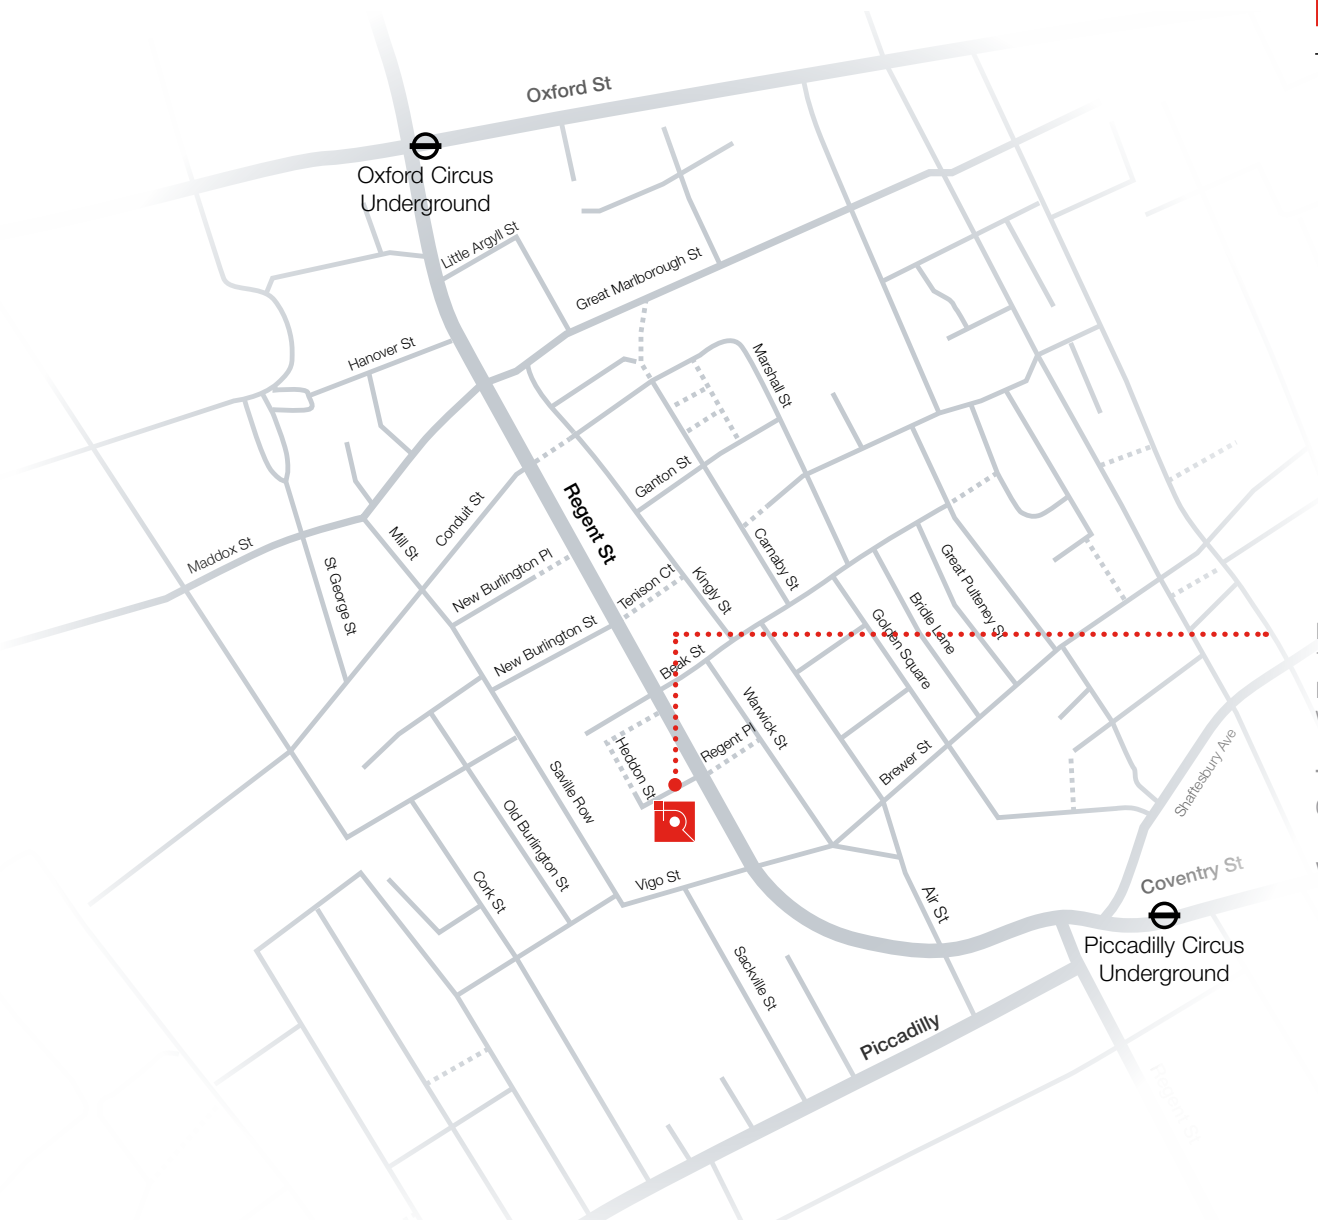 Oxford St
Oxford Circus
Underground
Little Argyll St
Great Marlborough St
Hanover St
Marshall St
Ganton St
Regent St
Conduit St
Mill St
Maddox St
St George St
New Burlington Pl
Tenison Ct
Kingly St
Carnaby St
Great Pulteney St
Bridle Lane
Golden Square
New Burlington St
Beak St
Warwick St
Regent Pl
Heddon St
Brewer St
Shaftesbury Ave
Saville Row
Old Burlington St
Cork St
Vigo St
Air St
Coventry St
Piccadilly Circus
Underground
Sackville St
Piccadilly
Regent St